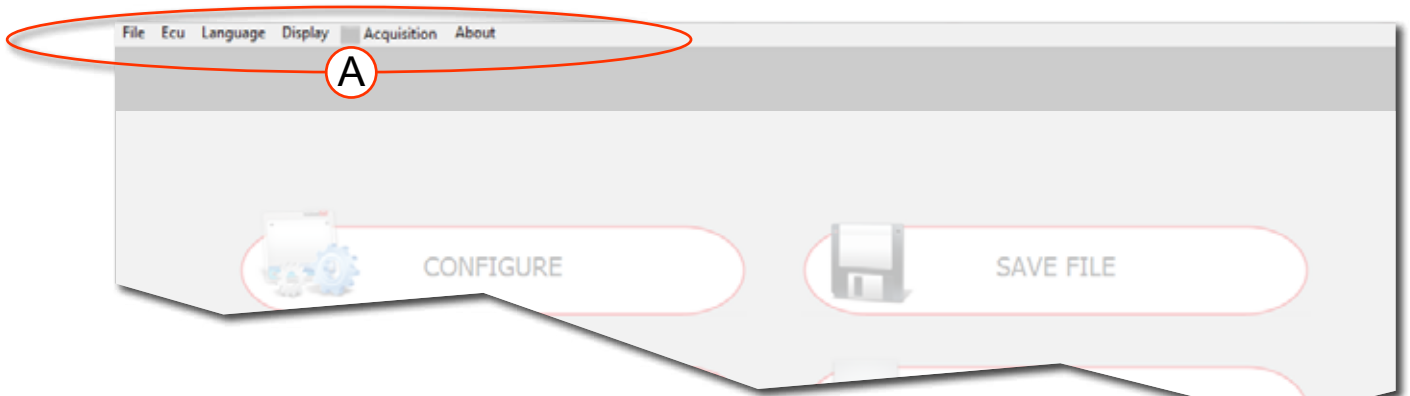 File Ecu Language Display Acquisition About
A
CONFIGURE
SAVE FILE